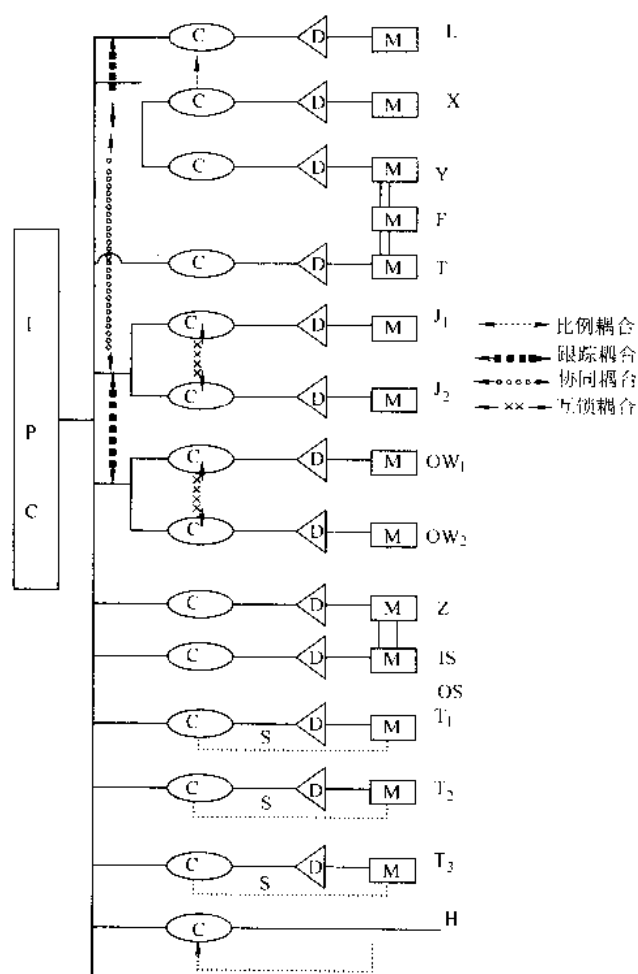 C D M L
C D M X
C D M Y
M F
C D M T
I
P
C
C D M J₁
C D M J₂
C D M OW₁
C D M OW₂
比例耦合
跟踪耦合
协同耦合
互锁耦合
C D M Z
C D M IS
OS
C D M T₁
S
C D M T₂
S
C D M T₃
S
C H